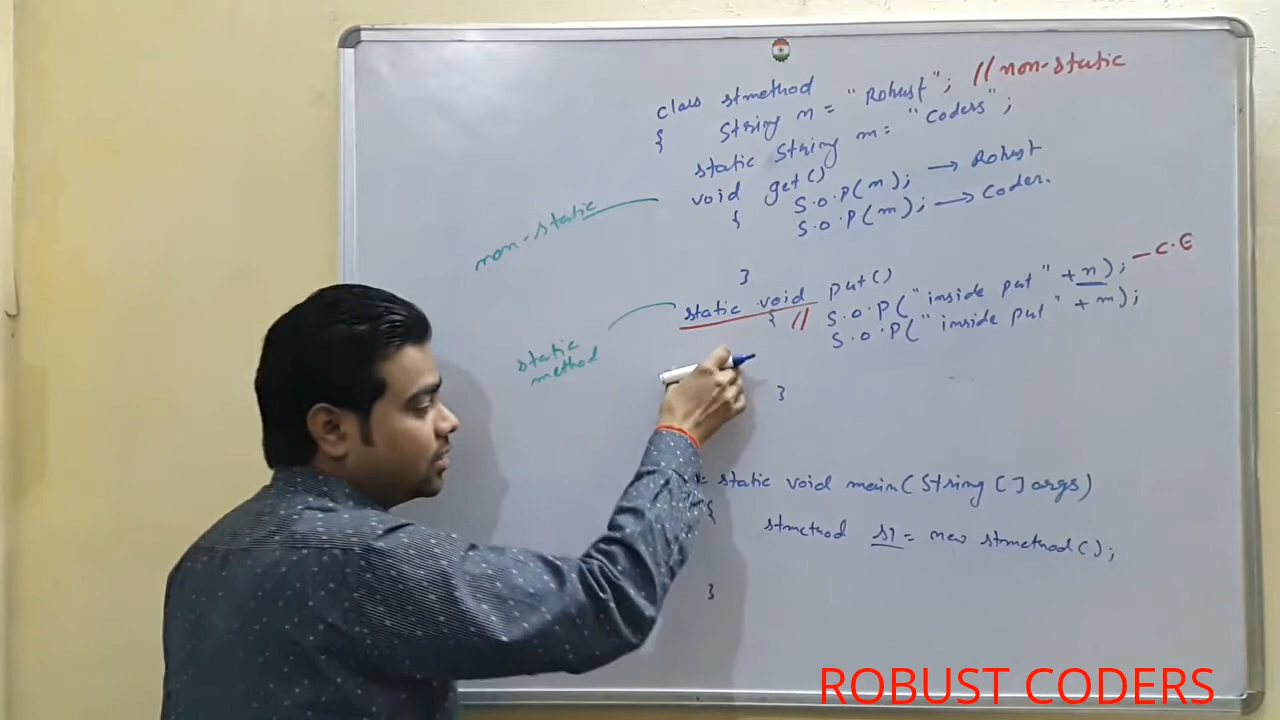 class stmethod
{ String n = "Robust"; // non-static
static String m = "Coders";
void get()
{ S.O.P(n); → Robust
S.O.P(m); → Coder.
}
non-static
static void put()
{ // S.O.P("inside put" + n); - C.E
S.O.P("inside put" + m);
static
method
}
static void main(String [] args)
{
stmethod s1 = new stmethod();
}
ROBUST CODERS